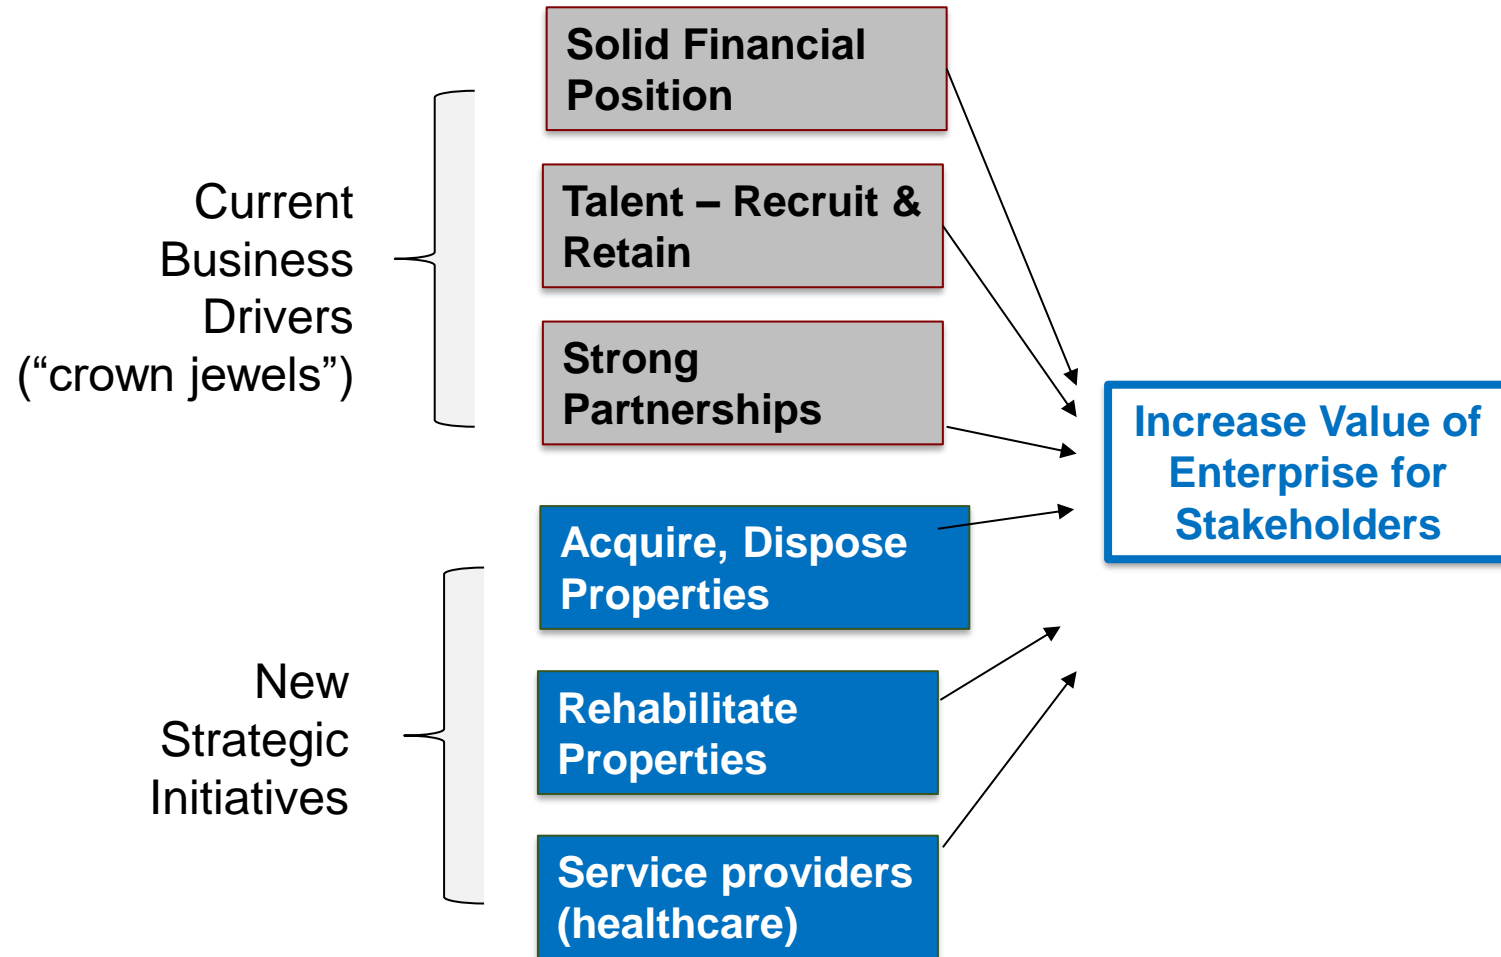 Solid Financial
Position
Current
Business
Drivers
(“crown jewels”)
Talent – Recruit &
Retain
Strong
Partnerships
Increase Value of
Enterprise for
Stakeholders
New
Strategic
Initiatives
Acquire, Dispose
Properties
Rehabilitate
Properties
Service providers
(healthcare)